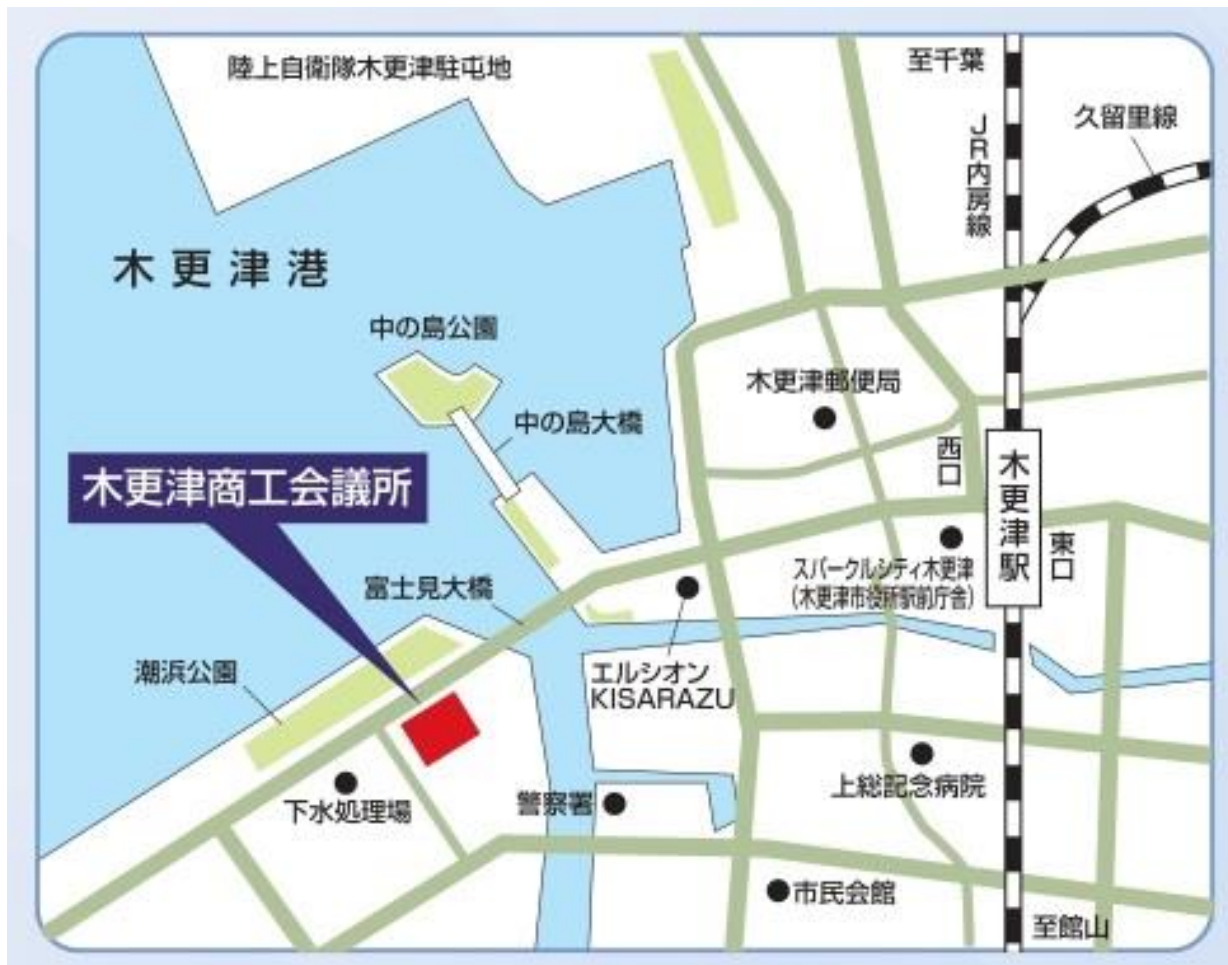 陸上自衛隊木更津駐屯地
至千葉
久留里線
JR内房線
木更津港
中の島公園
木更津郵便局
中の島大橋
西口
木更津商工会議所
木更津駅
東口
スパークルシティ木更津
(木更津市役所駅前庁舎)
富士見大橋
潮浜公園
エルシオン
KISARAZU
上総記念病院
警察署
下水処理場
市民会館
至館山